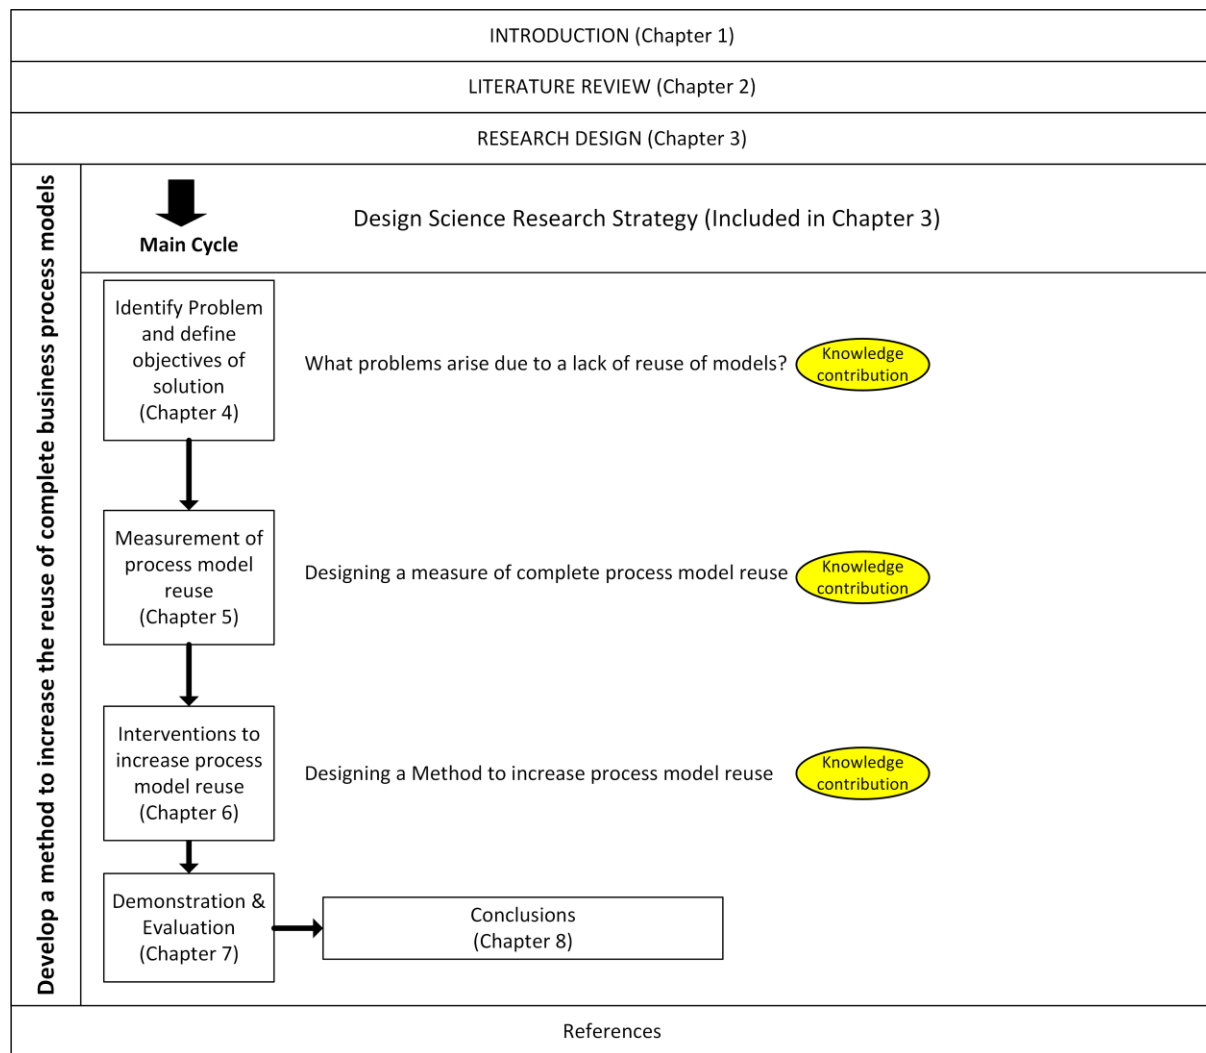 INTRODUCTION (Chapter 1)
LITERATURE REVIEW (Chapter 2)
RESEARCH DESIGN (Chapter 3)
Develop a method to increase the reuse of complete business process models
Main Cycle
Design Science Research Strategy (Included in Chapter 3)
Identify Problem
and define
objectives of
solution
(Chapter 4)
What problems arise due to a lack of reuse of models?
Knowledge
contribution
Measurement of
process model
reuse
(Chapter 5)
Designing a measure of complete process model reuse
Knowledge
contribution
Interventions to
increase process
model reuse
(Chapter 6)
Designing a Method to increase process model reuse
Knowledge
contribution
Demonstration &
Evaluation
(Chapter 7)
Conclusions
(Chapter 8)
References